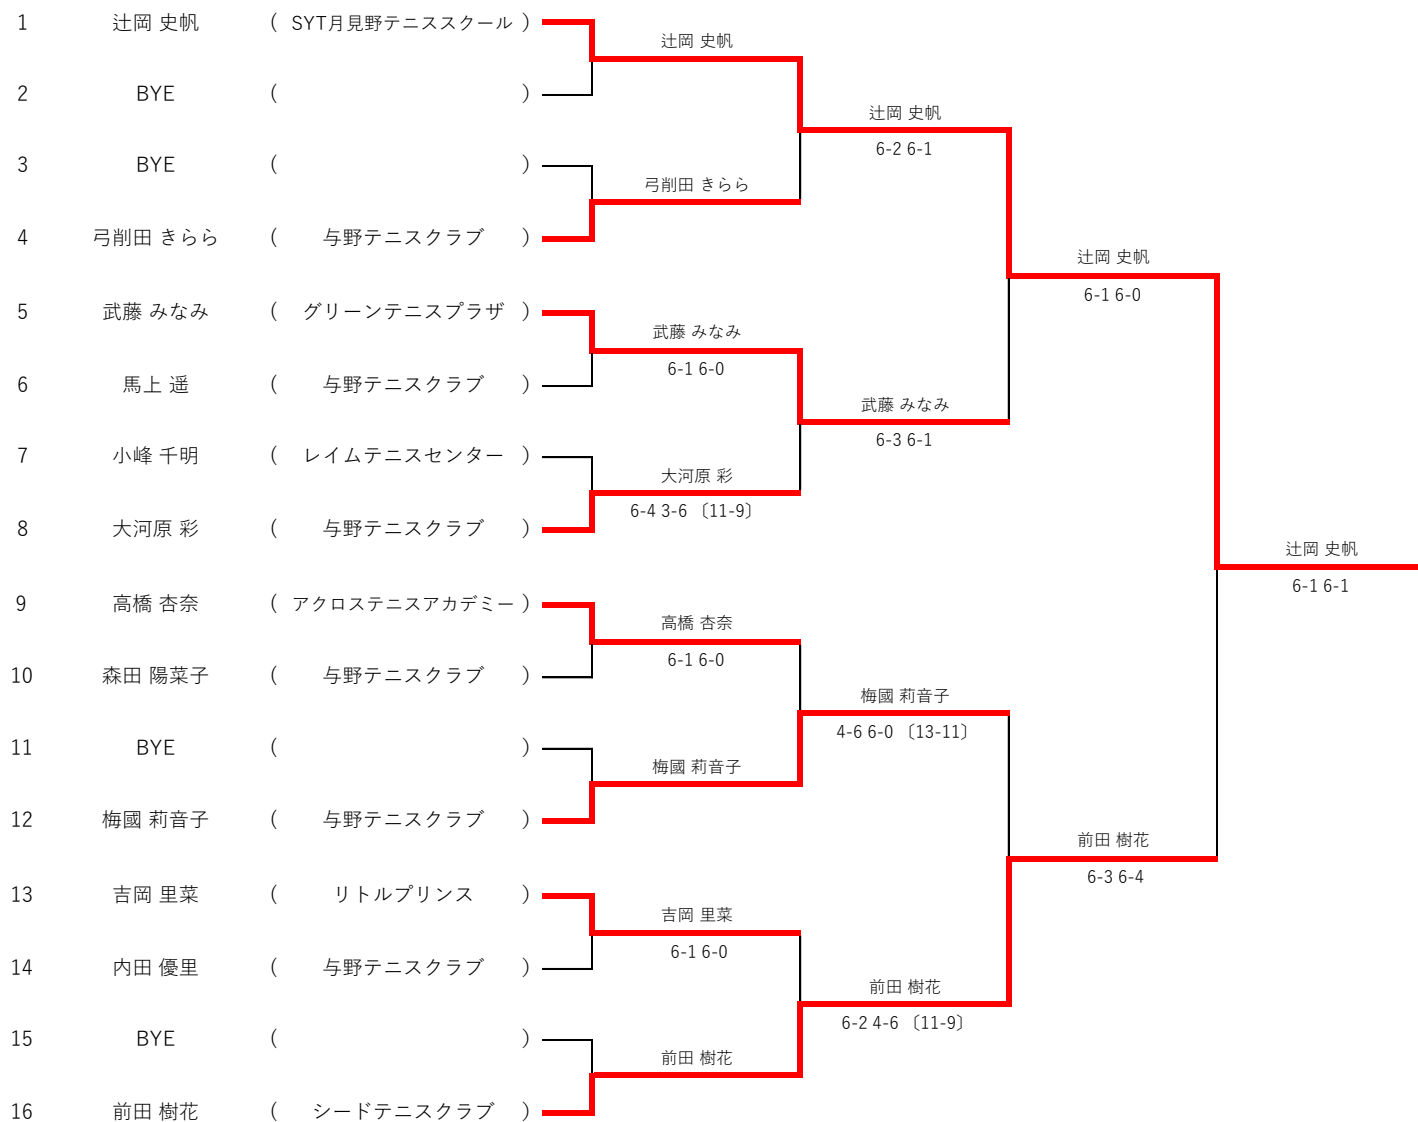 1 辻岡 史帆 ( SYT月見野テニススクール )
辻岡 史帆
2 BYE ( )
辻岡 史帆
6-2 6-1
3 BYE ( )
弓削田 きらら
4 弓削田 きらら ( 与野テニスクラブ )
辻岡 史帆
6-1 6-0
5 武藤 みなみ ( グリーンテニスプラザ )
武藤 みなみ
6-1 6-0
6 馬上 遥 ( 与野テニスクラブ )
武藤 みなみ
6-3 6-1
7 小峰 千明 ( レイムテニスセンター )
大河原 彩
6-4 3-6 〔11-9〕
8 大河原 彩 ( 与野テニスクラブ )
辻岡 史帆
6-1 6-1
9 高橋 杏奈 ( アクロステニスアカデミー )
高橋 杏奈
6-1 6-0
10 森田 陽菜子 ( 与野テニスクラブ )
梅國 莉音子
4-6 6-0 〔13-11〕
11 BYE ( )
梅國 莉音子
12 梅國 莉音子 ( 与野テニスクラブ )
前田 樹花
6-3 6-4
13 吉岡 里菜 ( リトルプリンス )
吉岡 里菜
6-1 6-0
14 内田 優里 ( 与野テニスクラブ )
前田 樹花
6-2 4-6 〔11-9〕
15 BYE ( )
前田 樹花
16 前田 樹花 ( シードテニスクラブ )